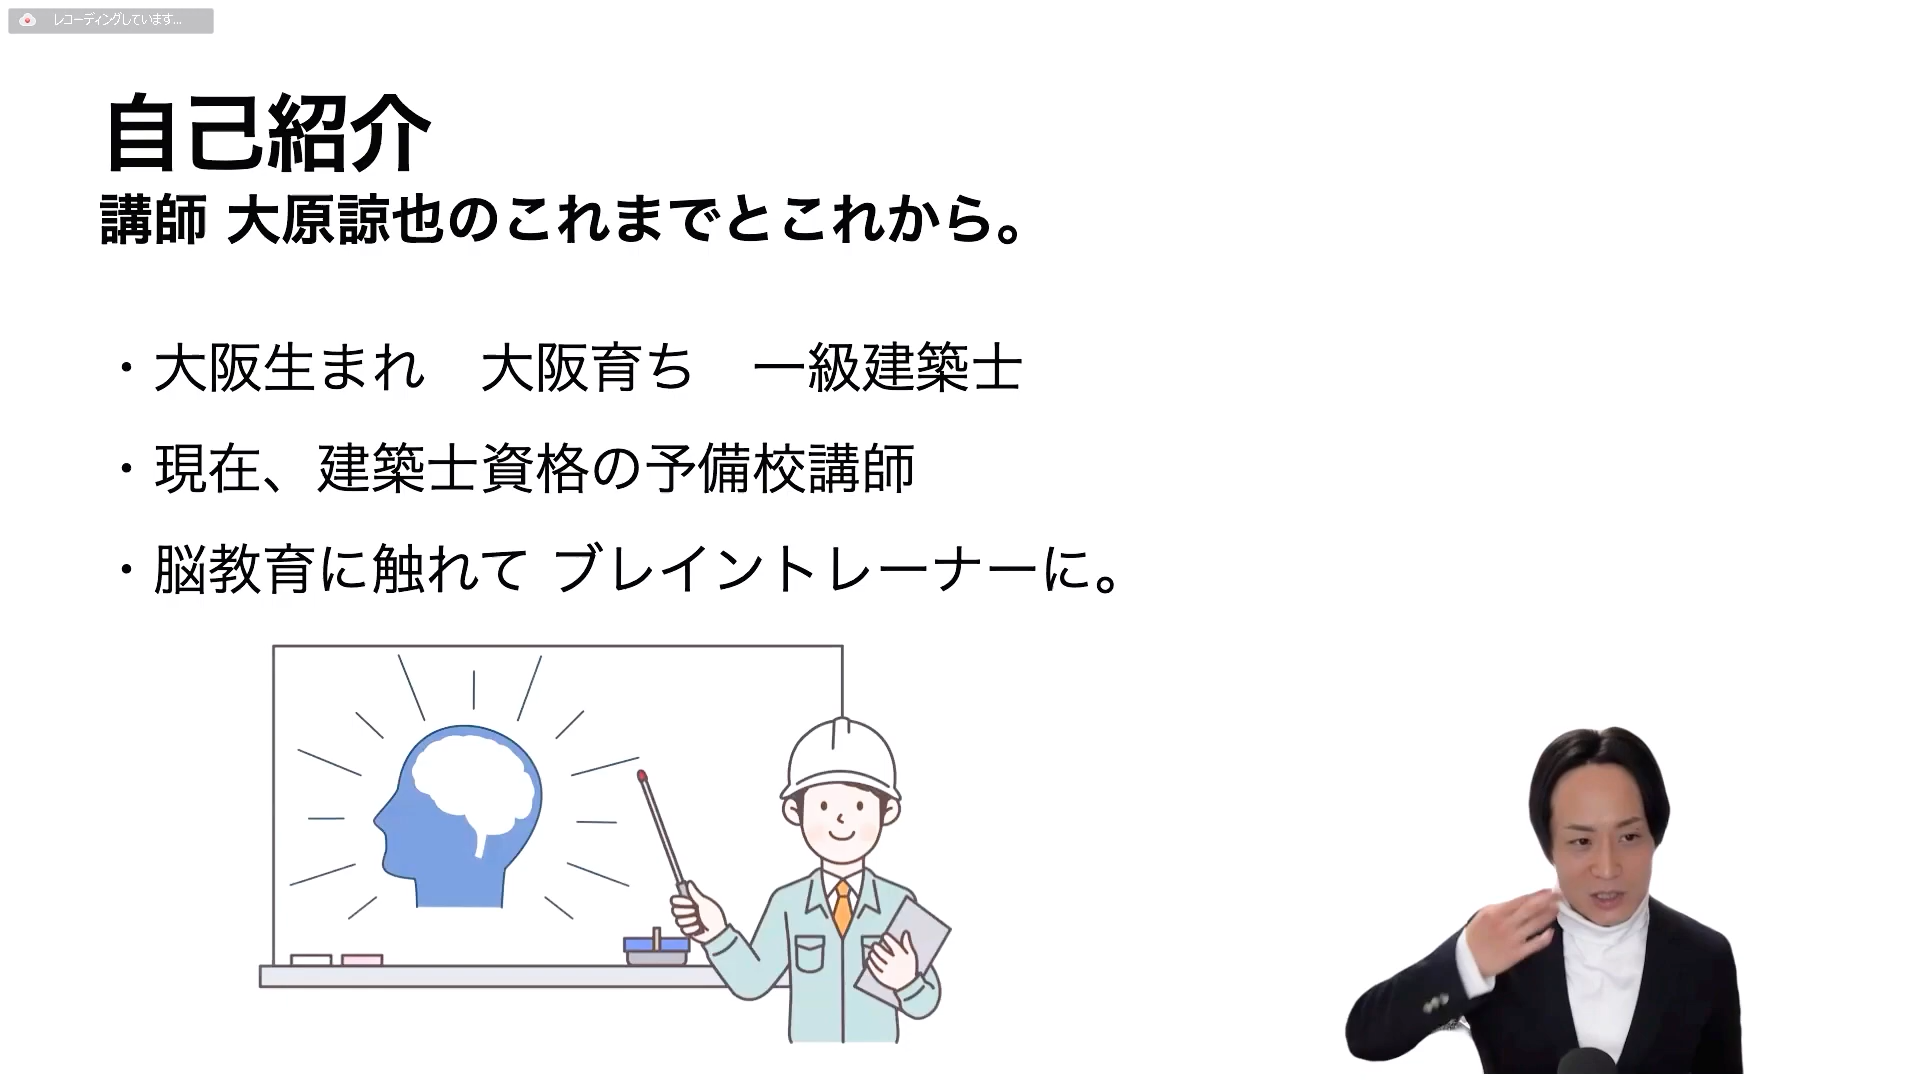 レコーディングしています...
自己紹介
講師 大原諒也のこれまでとこれから。
・大阪生まれ　大阪育ち　一級建築士
・現在、建築士資格の予備校講師
・脳教育に触れて ブレイントレーナーに。